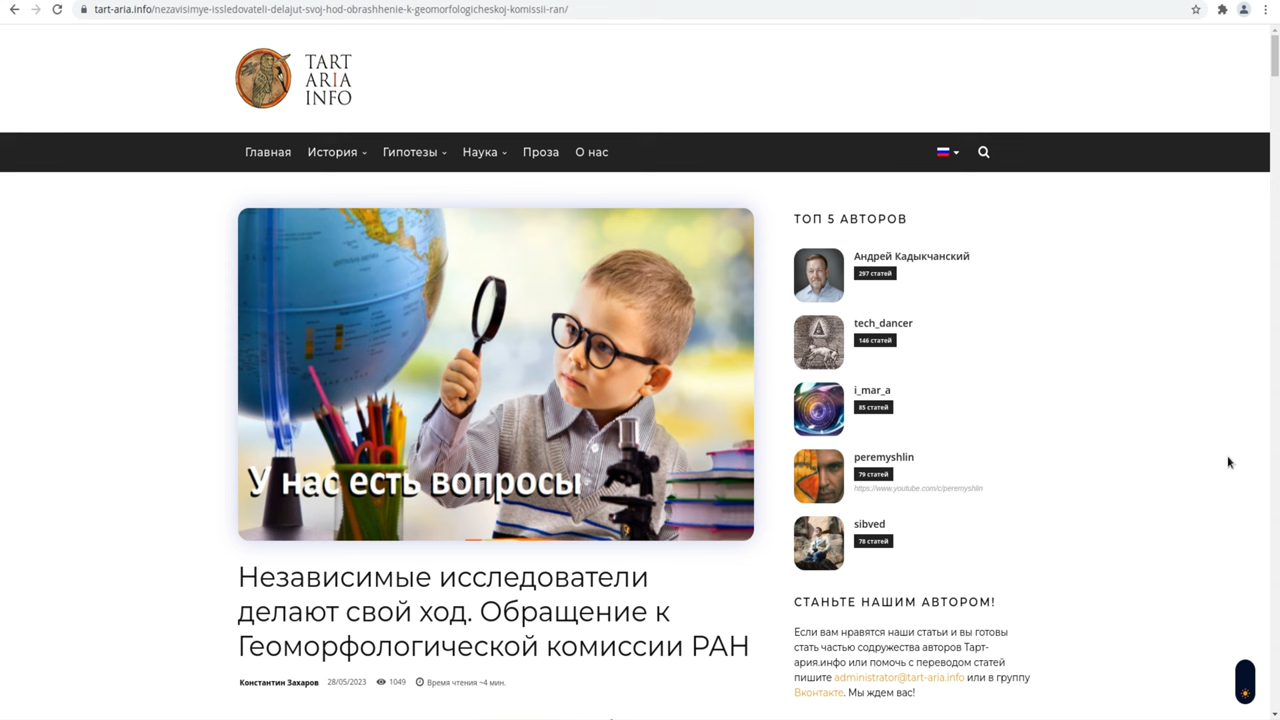 tart-aria.info/nezavisimye-issledovateli-delajut-svoj-hod-obrashhenie-k-geomorfologicheskoj-komissii-ran/
TART
ARIA
INFO
Главная
История
Гипотезы
Наука
Проза
О нас
У нас есть вопросы
Независимые исследователи
делают свой ход. Обращение к
Геоморфологической комиссии РАН
Константин Захаров
28/05/2023
1049
Время чтения ~4 мин.
ТОП 5 АВТОРОВ
Андрей Кадыкчанский
297 статей
tech_dancer
146 статей
i_mar_a
85 статей
peremyshlin
79 статей
https://www.youtube.com/c/peremyshlin
sibved
78 статей
СТАНЬТЕ НАШИМ АВТОРОМ!
Если вам нравятся наши статьи и вы готовы
стать частью содружества авторов Тарт-
ария.инфо или помочь с переводом статей
пишите administrator@tart-aria.info или в группу
Вконтакте. Мы ждем вас!